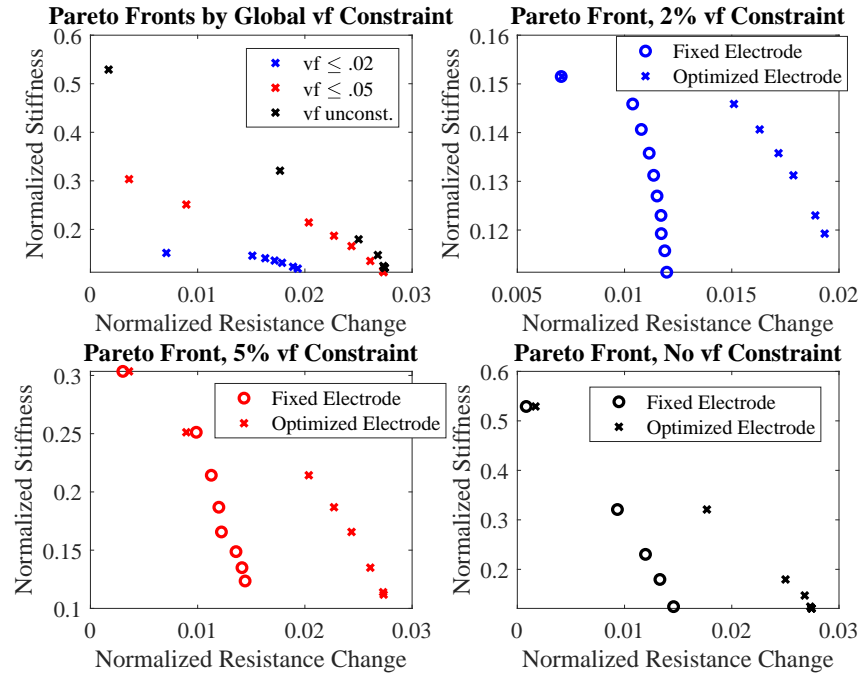 Pareto Fronts by Global vf Constraint
Normalized Stiffness
0.6
0.5
0.4
0.3
0.2
0
0.01
0.02
0.03
Normalized Resistance Change
vf ≤ .02
vf ≤ .05
vf unconst.
Pareto Front, 2% vf Constraint
Normalized Stiffness
0.16
0.15
0.14
0.13
0.12
0.005
0.01
0.015
0.02
Normalized Resistance Change
Fixed Electrode
Optimized Electrode
Pareto Front, 5% vf Constraint
Normalized Stiffness
0.3
0.25
0.2
0.15
0.1
0
0.01
0.02
0.03
Normalized Resistance Change
Fixed Electrode
Optimized Electrode
Pareto Front, No vf Constraint
Normalized Stiffness
0.6
0.5
0.4
0.3
0.2
0
0.01
0.02
0.03
Normalized Resistance Change
Fixed Electrode
Optimized Electrode